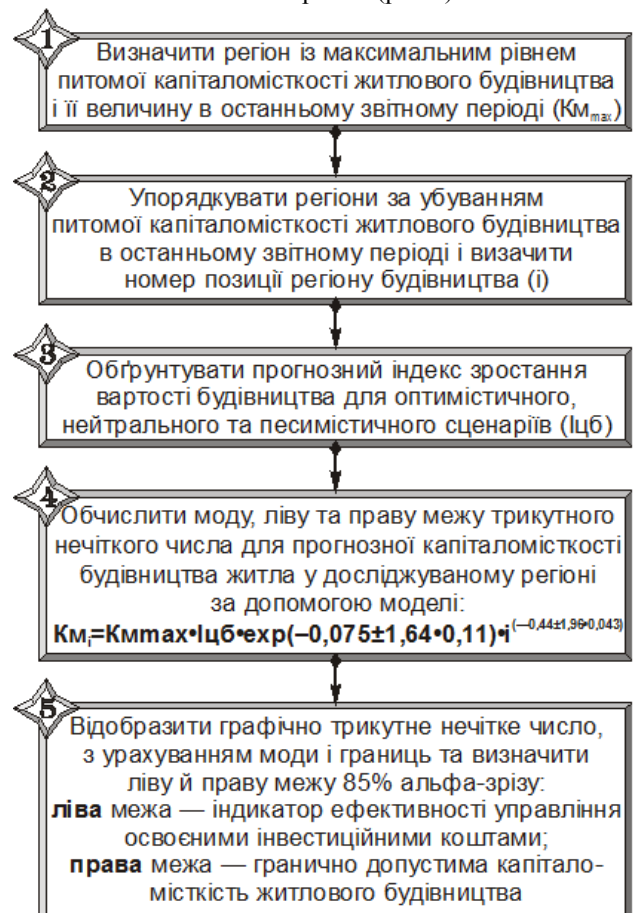 1
Визначити регіон із максимальним рівнем
питомої капіталомісткості житлового будівництва
і її величину в останньому звітному періоді (Км max)
2
Упорядкувати регіони за убуванням
питомої капіталомісткості житлового будівництва
в останньому звітному періоді і визачити
номер позиції регіону будівництва (і)
3
Обґрунтувати прогнозний індекс зростання
вартості будівництва для оптимістичного,
нейтрального та песимістичного сценаріїв (Іцб)
4
Обчислити моду, ліву та праву межу трикутного
нечіткого числа для прогнозної капіталомісткості
будівництва житла у досліджуваному регіоні
за допомогою моделі:
Км і=Кмmax•Іцб•exp(–0,075±1,64•0,11)•і (—0,44±1,96•0,043)
5
Відобразити графічно трикутне нечітке число,
з урахуванням моди і границь та визначити
ліву й праву межу 85% альфа-зрізу:
ліва межа — індикатор ефективності управління
освоєними інвестиційними коштами;
права межа — гранично допустима капітало-
місткість житлового будівництва